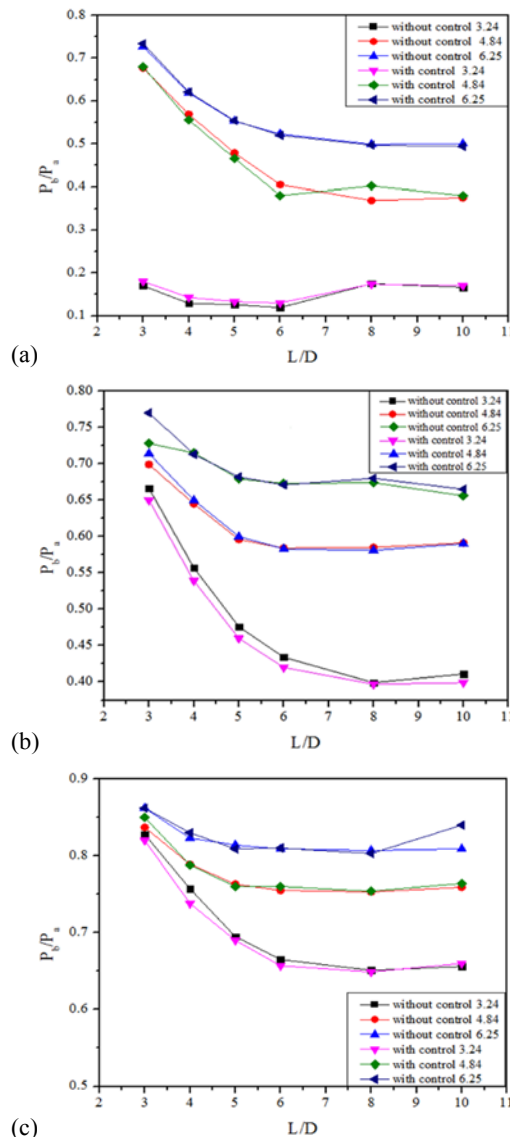 0.8
0.7
0.6
0.5
0.4
0.3
0.2
0.1
Pb/Pa
without control 3.24
without control 4.84
without control 6.25
with control 3.24
with control 4.84
with control 6.25
2 3 4 5 6 7 8 9 10 11
L/D
(a)
0.80
0.75
0.70
0.65
0.60
0.55
0.50
0.45
0.40
Pb/Pa
without control 3.24
without control 4.84
without control 6.25
with control 3.24
with control 4.84
with control 6.25
2 3 4 5 6 7 8 9 10 11
L/D
(b)
0.9
0.8
0.7
0.6
0.5
Pb/Pa
without control 3.24
without control 4.84
without control 6.25
with control 3.24
with control 4.84
with control 6.25
2 3 4 5 6 7 8 9 10 11
L/D
(c)